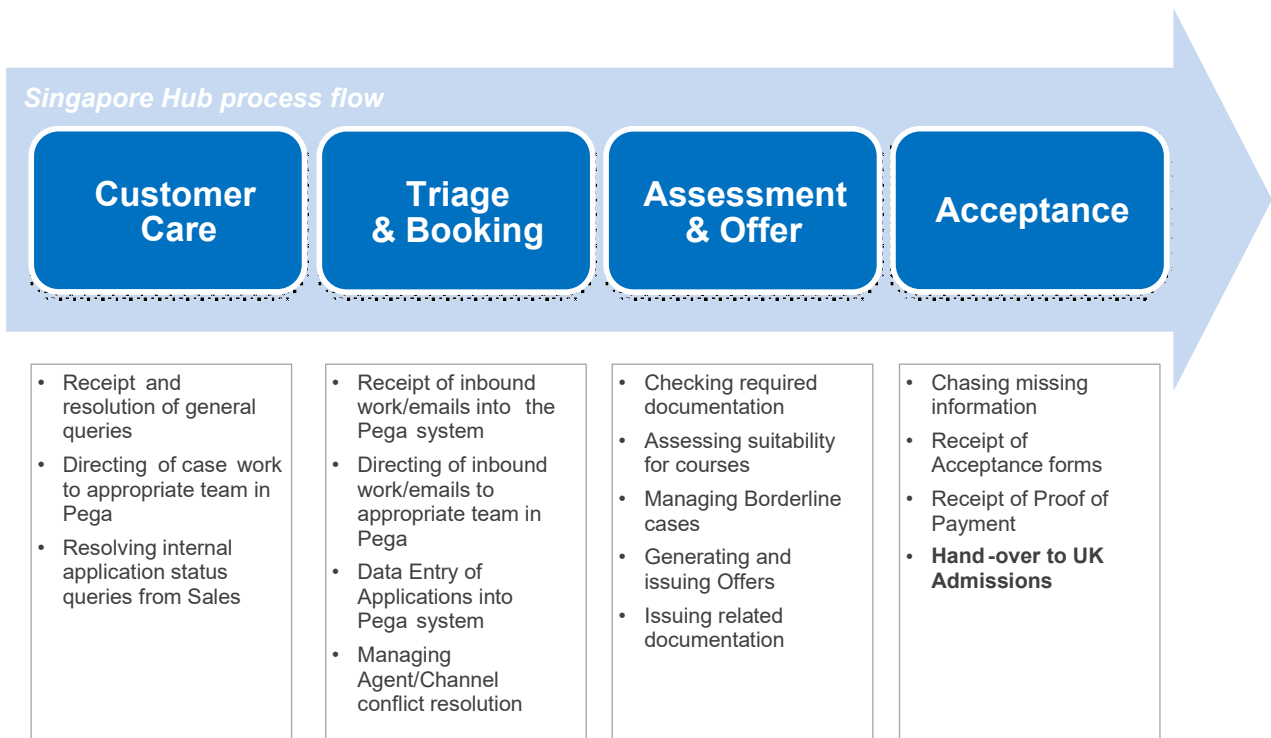 Singapore Hub process flow
Customer
Care
Triage
& Booking
Assessment
& Offer
Acceptance
• Receipt and
resolution of general
queries
• Directing of case work
to appropriate team in
Pega
• Resolving internal
application status
queries from Sales
• Receipt of inbound
work/emails into the
Pega system
• Directing of inbound
work/emails to
appropriate team in
Pega
• Data Entry of
Applications into
Pega system
• Managing
Agent/Channel
conflict resolution
• Checking required
documentation
• Assessing suitability
for courses
• Managing Borderline
cases
• Generating and
issuing Offers
• Issuing related
documentation
• Chasing missing
information
• Receipt of
Acceptance forms
• Receipt of Proof of
Payment
• Hand-over to UK
Admissions